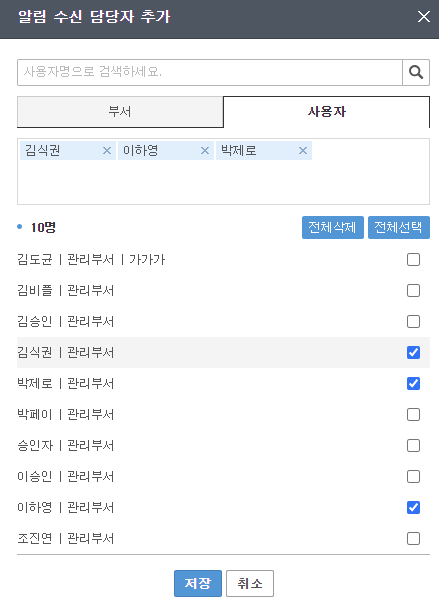 알림 수신 담당자 추가
사용자명으로 검색하세요.
부서 사용자
김식권 이하영 박제로
10명 전체삭제 전체선택
김도균 | 관리부서 | 가가가
김비플 | 관리부서
김승인 | 관리부서
김식권 | 관리부서
박제로 | 관리부서
박페이 | 관리부서
승인자 | 관리부서
이승인 | 관리부서
이하영 | 관리부서
조진연 | 관리부서
저장 취소